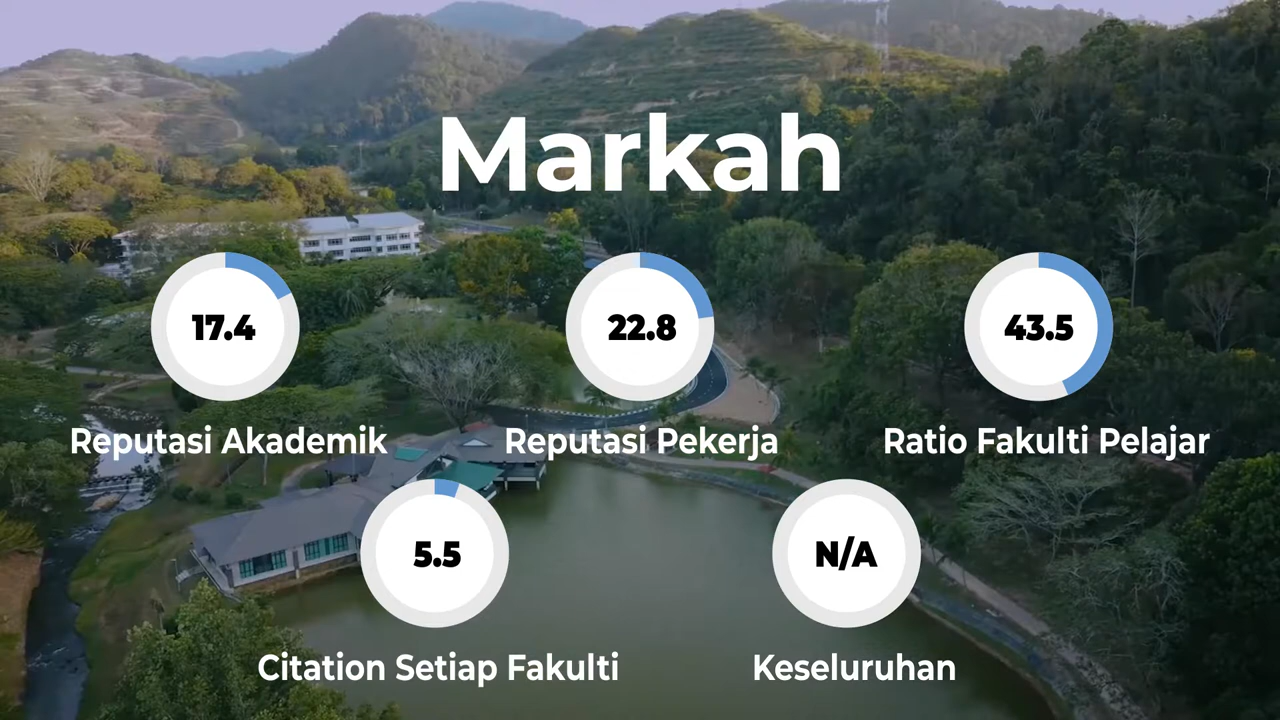 Markah
17.4
22.8
43.5
Reputasi Akademik
Reputasi Pekerja
Ratio Fakulti Pelajar
5.5
N/A
Citation Setiap Fakulti
Keseluruhan